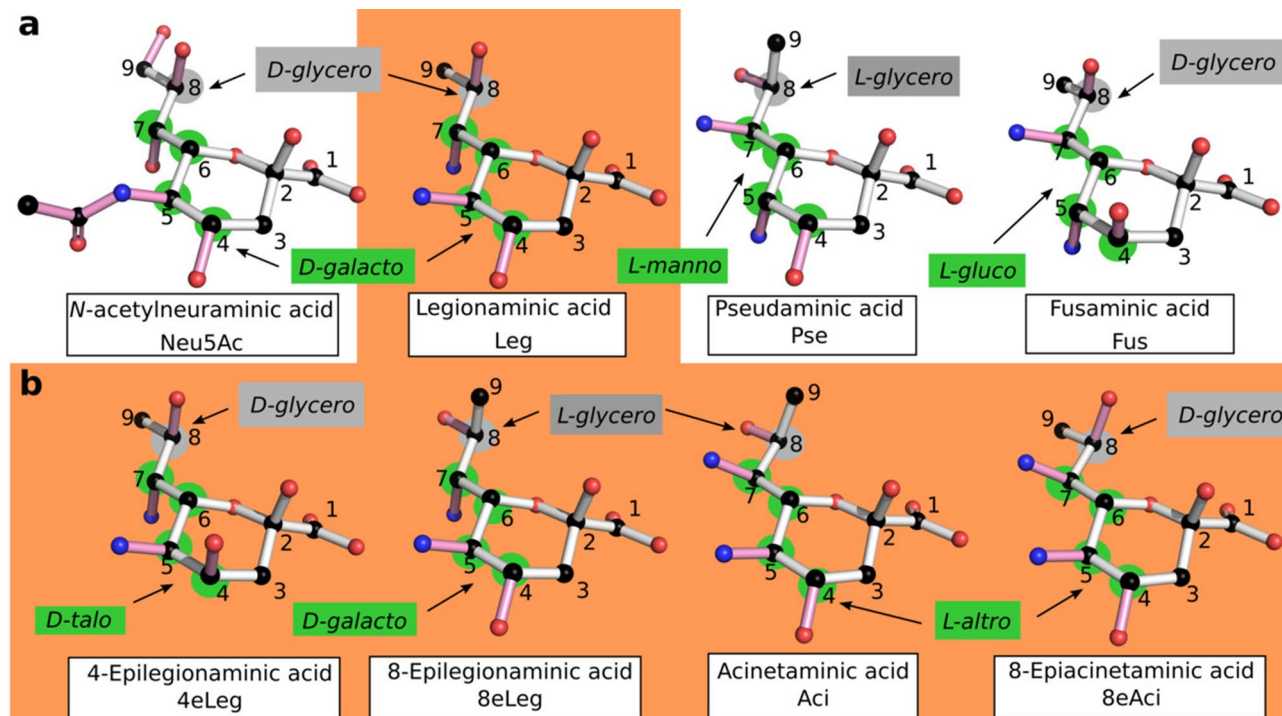 a
D-glycero
L-glycero
D-glycero
9
8
7
6
5
4
3
2
1
9
8
7
6
5
4
3
2
1
9
8
7
6
5
4
3
2
1
9
8
7
6
5
4
3
2
1
D-galacto
L-manno
L-gluco
N-acetylneuraminic acid
Neu5Ac
Legionaminic acid
Leg
Pseudaminic acid
Pse
Fusaminic acid
Fus
b
D-glycero
L-glycero
D-glycero
9
8
7
6
5
4
3
2
1
9
8
7
6
5
4
3
2
1
9
8
7
6
5
4
3
2
1
9
8
7
6
5
4
3
2
1
D-talo
D-galacto
L-altro
4-Epilegionaminic acid
4eLeg
8-Epilegionaminic acid
8eLeg
Acinetaminic acid
Aci
8-Epiacinetaminic acid
8eAci